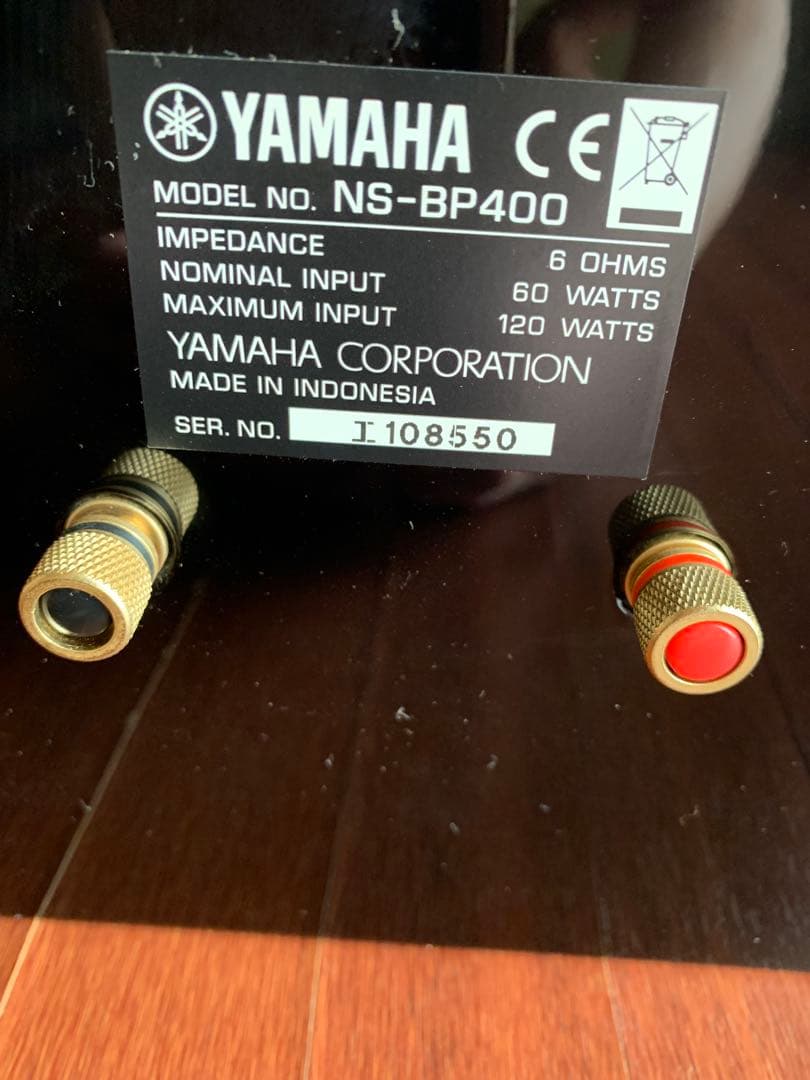 YAMAHA CE
MODEL NO. NS-BP400
IMPEDANCE 6 OHMS
NOMINAL INPUT 60 WATTS
MAXIMUM INPUT 120 WATTS
YAMAHA CORPORATION
MADE IN INDONESIA
SER. NO. I108550